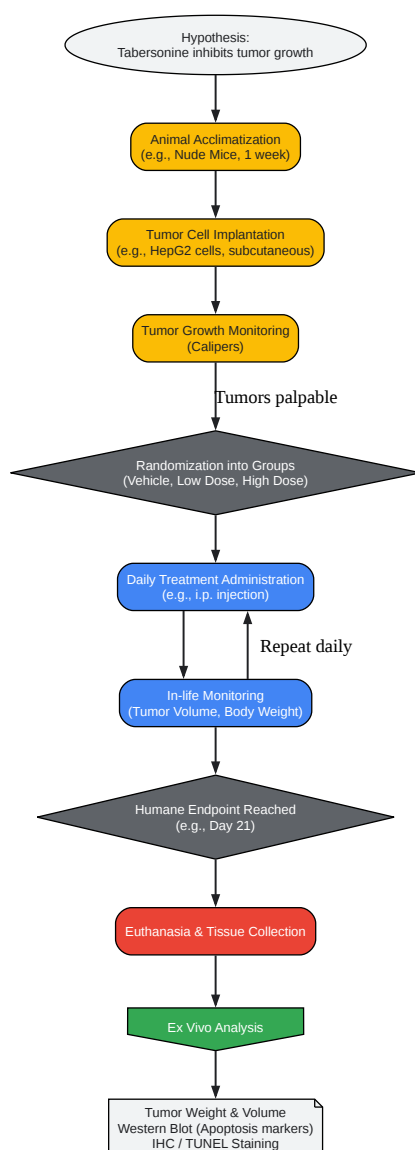 Hypothesis:
Tabersonine inhibits tumor growth
Animal Acclimatization
(e.g., Nude Mice, 1 week)
Tumor Cell Implantation
(e.g., HepG2 cells, subcutaneous)
Tumor Growth Monitoring
(Calipers)
Tumors palpable
Randomization into Groups
(Vehicle, Low Dose, High Dose)
Daily Treatment Administration
(e.g., i.p. injection)
Repeat daily
In-life Monitoring
(Tumor Volume, Body Weight)
Humane Endpoint Reached
(e.g., Day 21)
Euthanasia & Tissue Collection
Ex Vivo Analysis
Tumor Weight & Volume
Western Blot (Apoptosis markers)
IHC / TUNEL Staining